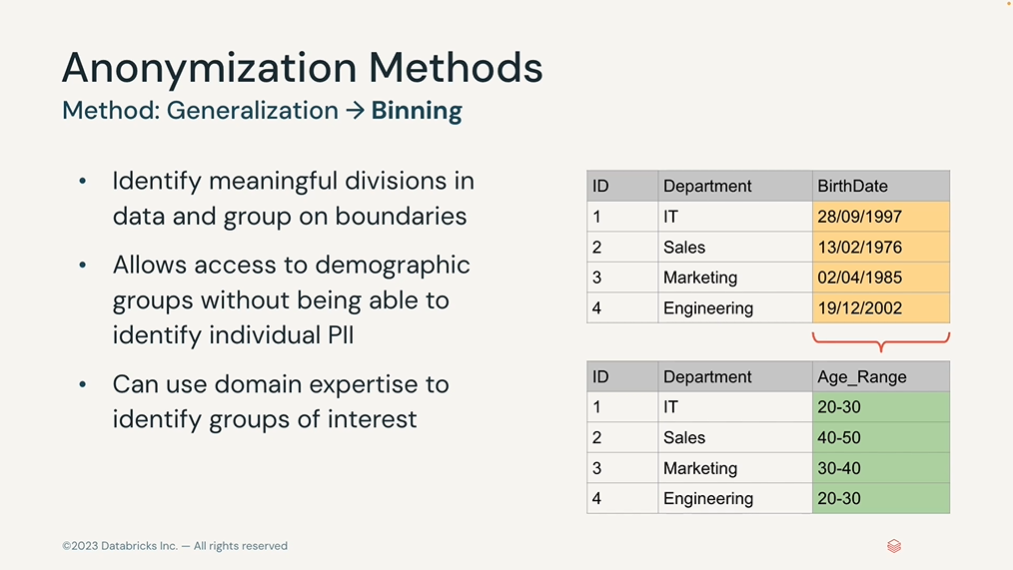 Anonymization Methods
Method: Generalization → Binning
• Identify meaningful divisions in
data and group on boundaries
• Allows access to demographic
groups without being able to
identify individual PII
• Can use domain expertise to
identify groups of interest
ID Department BirthDate
1 IT 28/09/1997
2 Sales 13/02/1976
3 Marketing 02/04/1985
4 Engineering 19/12/2002
ID Department Age_Range
1 IT 20-30
2 Sales 40-50
3 Marketing 30-40
4 Engineering 20-30
©2023 Databricks Inc. — All rights reserved